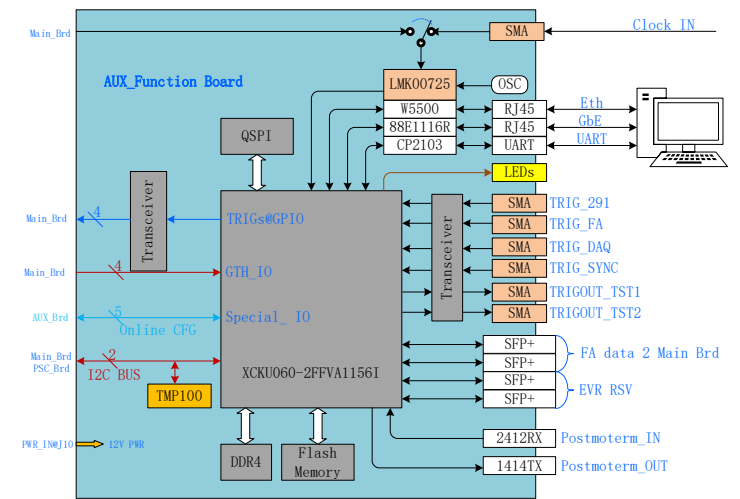 Main_Brd
SMA
Clock IN
AUX_Function Board
LMK00725
OSC
W5500
RJ45
Eth
88E1116R
RJ45
GbE
CP2103
UART
UART
QSPI
LEDs
Transceiver
Main_Brd
4
TRIGs@GPIO
Main_Brd
4
GTH_IO
AUX_Brd
5
Online CFG
Special_ IO
Main_Brd
PSC_Brd
2
I2C BUS
TMP100
XCKU060-2FFVA1156I
Transceiver
SMA
TRIG_291
SMA
TRIG_FA
SMA
TRIG_DAQ
SMA
TRIG_SYNC
SMA
TRIGOUT_TST1
SMA
TRIGOUT_TST2
SFP+
SFP+
FA data 2 Main Brd
SFP+
SFP+
EVR RSV
PWR_IN@J10
12V PWR
DDR4
Flash
Memory
2412RX
Postmoterm_IN
1414TX
Postmoterm_OUT